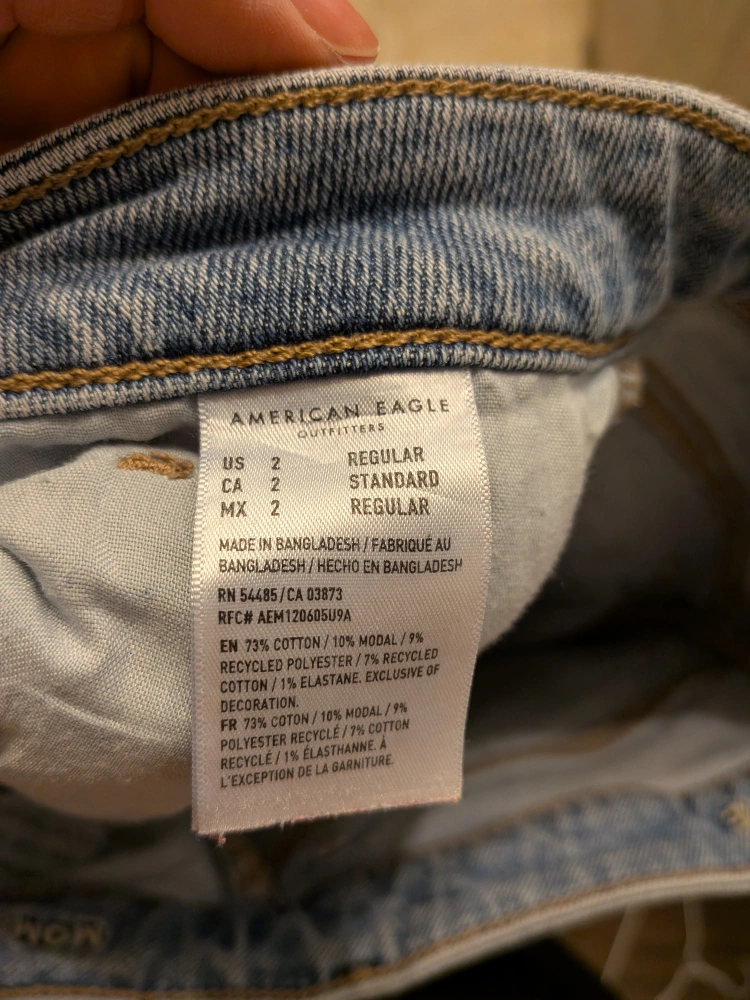 AMERICAN EAGLE
OUTFITTERS
US 2 REGULAR
CA 2 STANDARD
MX 2 REGULAR
MADE IN BANGLADESH / FABRIQUÉ AU
BANGLADESH / HECHO EN BANGLADESH
RN 54485 / CA 03873
RFC# AEM120605U9A
EN 73% COTTON / 10% MODAL / 9%
RECYCLED POLYESTER / 7% RECYCLED
COTTON / 1% ELASTANE. EXCLUSIVE OF
DECORATION.
FR 73% COTON / 10% MODAL / 9%
POLYESTER RECYCLÉ / 7% COTTON
RECYCLÉ / 1% ÉLASTHANNE. À
L'EXCEPTION DE LA GARNITURE.
MOM